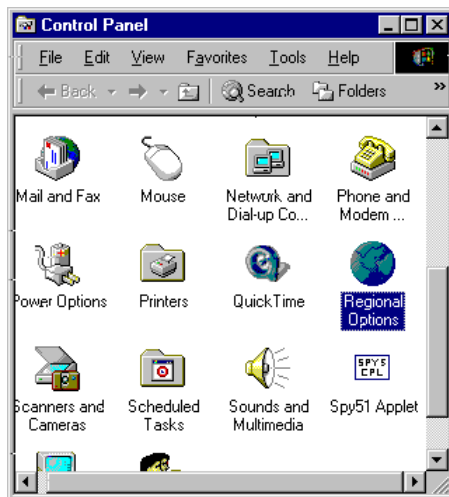 Control Panel
File Edit View Favorites Tools Help
Back Search Folders »
Mail and Fax Mouse Network and Dial-up Co... Phone and Modem ...
Power Options Printers QuickTime Regional Options
Scanners and Cameras Scheduled Tasks Sounds and Multimedia SPY5 CPL Spy51 Applet